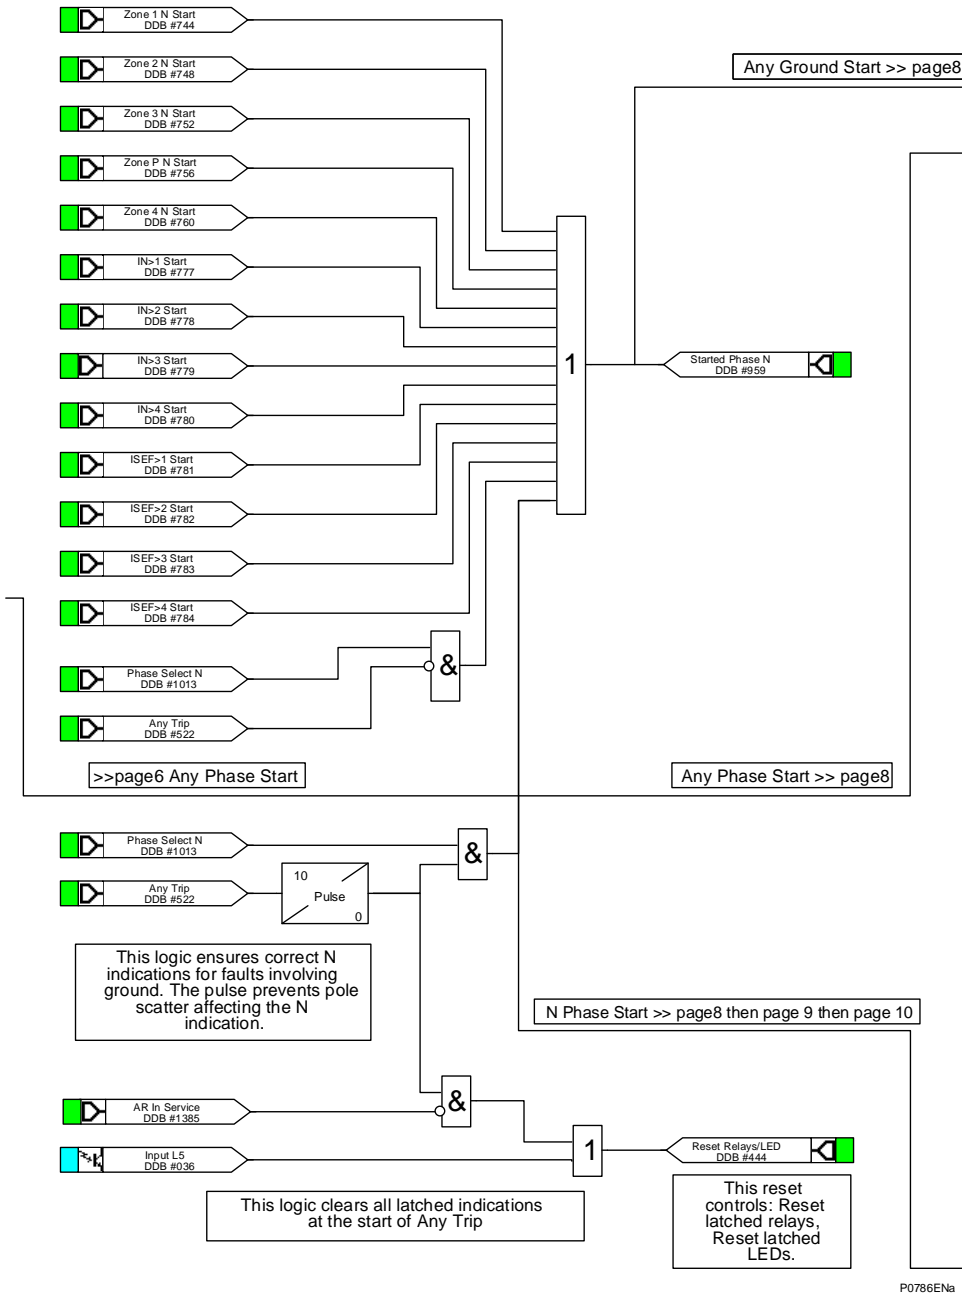 Zone 1 N Start
DDB #744
Any Ground Start >> page8
Zone 2 N Start
DDB #748
Zone 3 N Start
DDB #752
Zone P N Start
DDB #756
Zone 4 N Start
DDB #760
IN>1 Start
DDB #777
IN>2 Start
DDB #778
IN>3 Start
DDB #779
1
Started Phase N
DDB #959
IN>4 Start
DDB #780
ISEF>1 Start
DDB #781
ISEF>2 Start
DDB #782
ISEF>3 Start
DDB #783
ISEF>4 Start
DDB #784
Phase Select N
DDB #1013
&
Any Trip
DDB #522
>>page6 Any Phase Start
Any Phase Start >> page8
Phase Select N
DDB #1013
&
Any Trip
DDB #522
10
Pulse
0
This logic ensures correct N
indications for faults involving
ground. The pulse prevents pole
scatter affecting the N
indication.
N Phase Start >> page8 then page 9 then page 10
AR In Service
DDB #1385
&
Input L5
DDB #036
1
Reset Relays/LED
DDB #444
This logic clears all latched indications
at the start of Any Trip
This reset
controls: Reset
latched relays,
Reset latched
LEDs.
P0786ENa